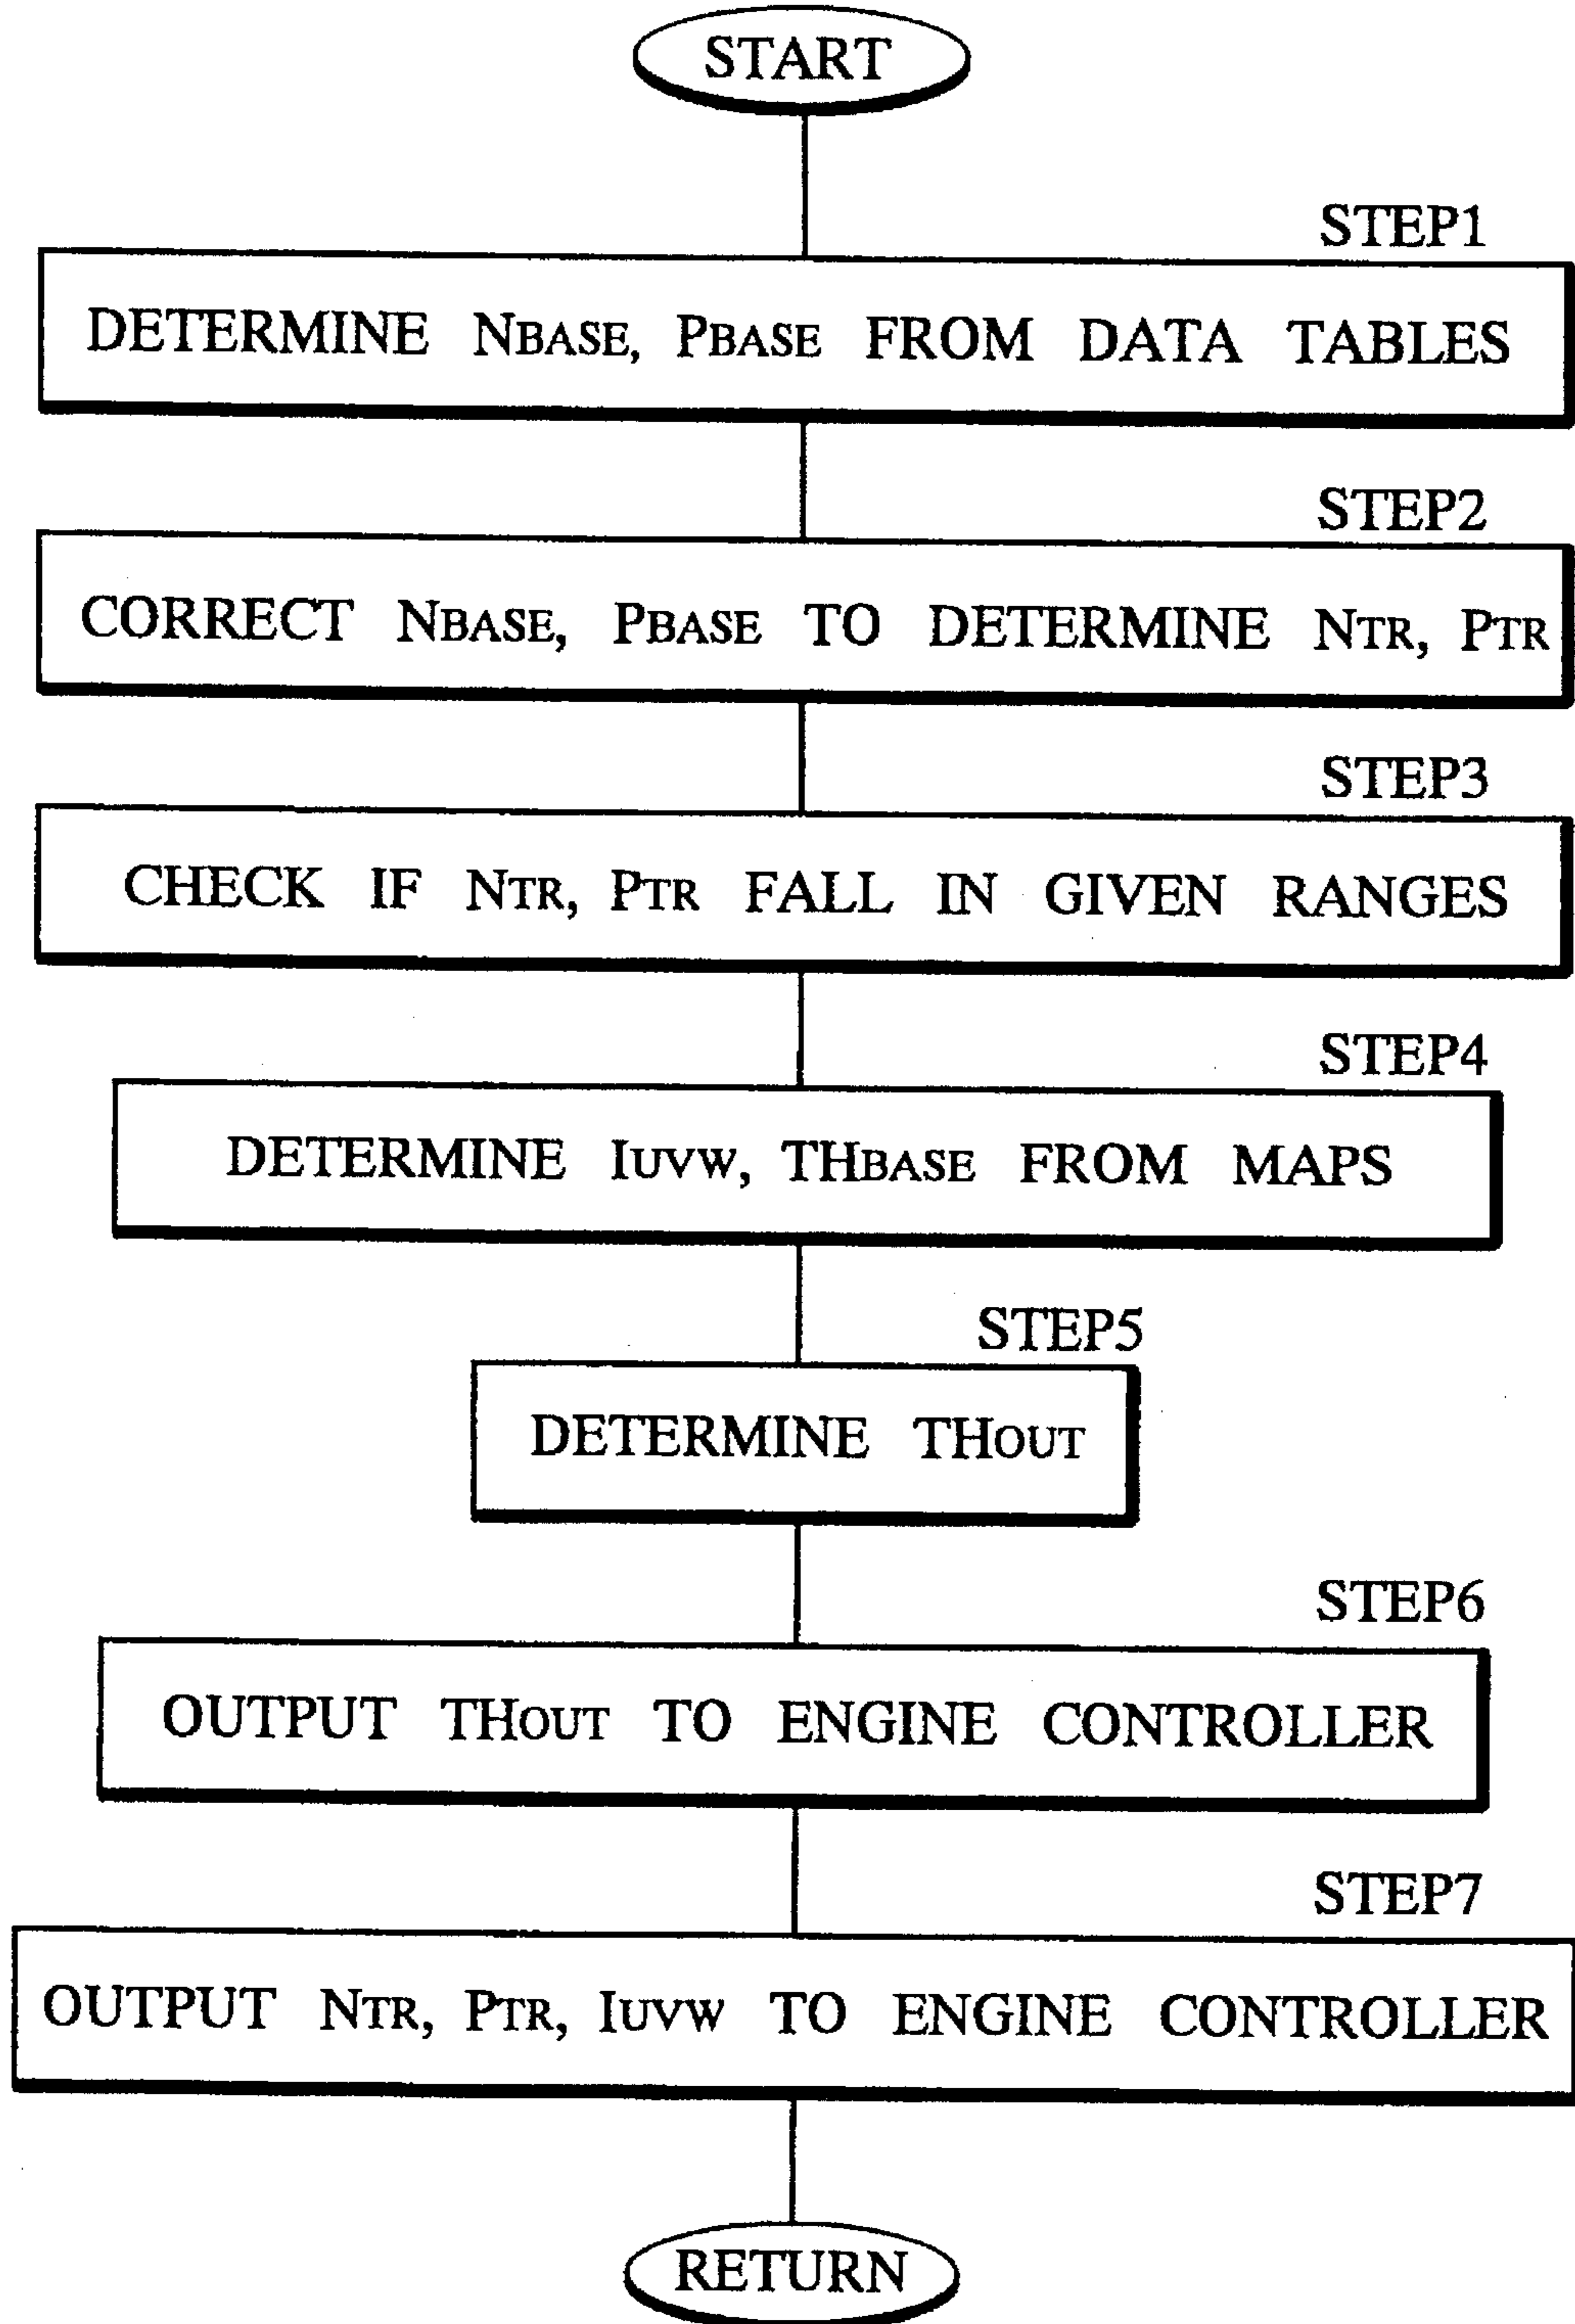 START
STEP1
DETERMINE NBASE, PBASE FROM DATA TABLES
STEP2
CORRECT NBASE, PBASE TO DETERMINE NTR, PTR
STEP3
CHECK IF NTR, PTR FALL IN GIVEN RANGES
STEP4
DETERMINE IUVW, THBASE FROM MAPS
STEP5
DETERMINE THOUT
STEP6
OUTPUT THOUT TO ENGINE CONTROLLER
STEP7
OUTPUT NTR, PTR, IUVW TO ENGINE CONTROLLER
RETURN